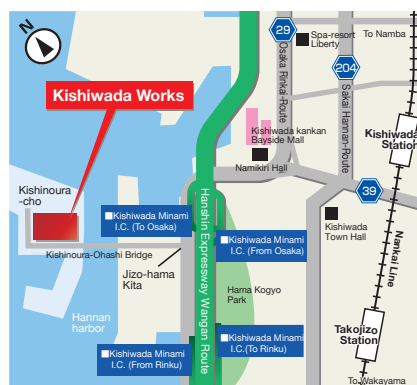 N
29
To Namba
Spa-resort
Liberty
204
Osaka Rinkai-Route
Sakai Hannan-Route
Kishiwada Works
Kishiwada
Station
Kishiwada kankan
Bayside Mall
Namikiri Hall
39
Kishinoura
-cho
Kishiwada Minami
I.C. (To Osaka)
Hanshin Expressway Wangan Route
Kishiwada
Town Hall
Kishinoura-Ohashi Bridge
Kishiwada Minami
I.C. (From Osaka)
Nankai Line
Jizo-hama
Kita
Hama Kogyo
Park
Hannan
harbor
Takojizo
Station
Kishiwada Minami
I.C. (From Rinku)
Kishiwada Minami
I.C.(To Rinku)
To Wakayama